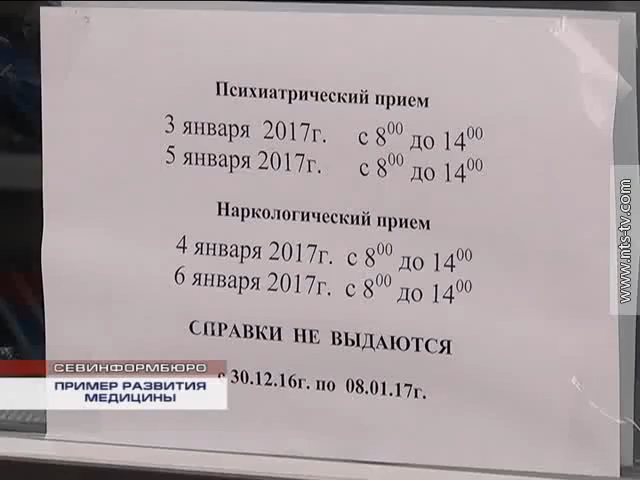 Психиатрический прием
3 января 2017г. с 8⁰⁰ до 14⁰⁰
5 января 2017г. с 8⁰⁰ до 14⁰⁰
Наркологический прием
4 января 2017г. с 8⁰⁰ до 14⁰⁰
6 января 2017г. с 8⁰⁰ до 14⁰⁰
СПРАВКИ НЕ ВЫДАЮТСЯ
с 30.12.16г. по 08.01.17г.
СЕВИНФОРМБЮРО
ПРИМЕР РАЗВИТИЯ
МЕДИЦИНЫ
www.nts-tv.com